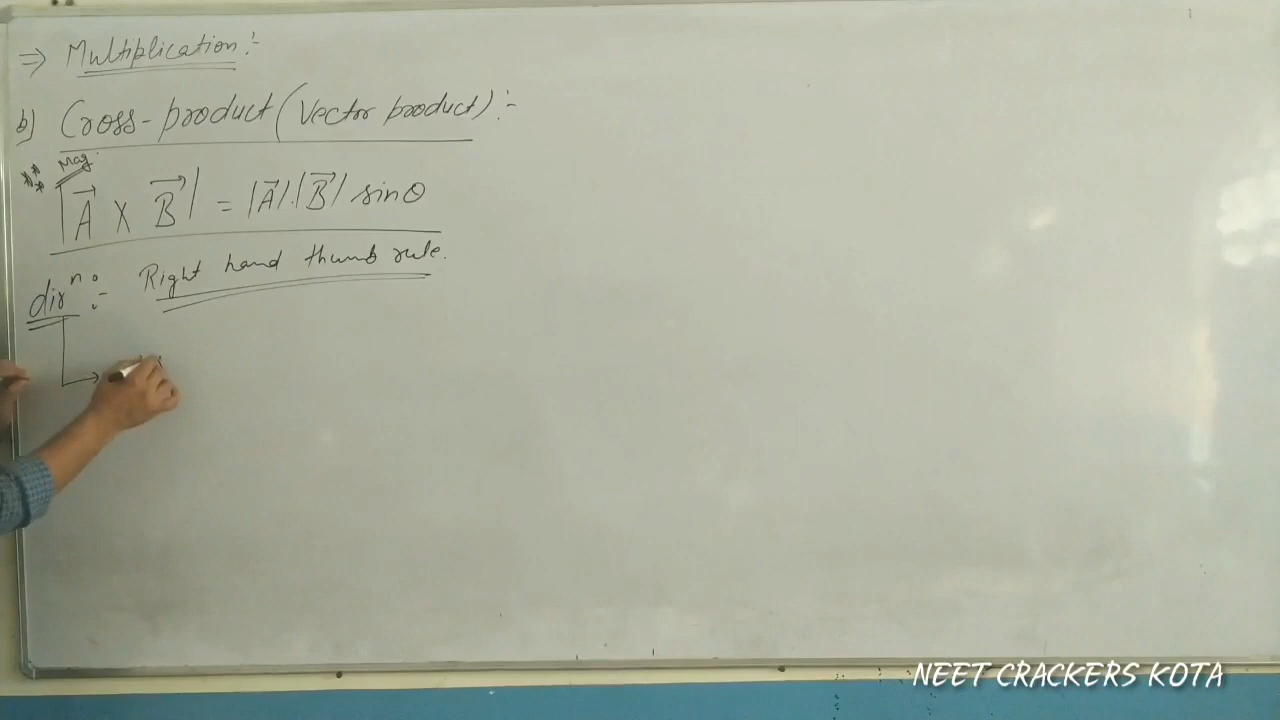 ⇒ Multiplication:-
b) Cross-product (Vector product):-
Mag.
|A⃗ X B⃗| = |A⃗|.|B⃗| sinθ
dirⁿ:- Right hand thumb rule.
NEET CRACKERS KOTA